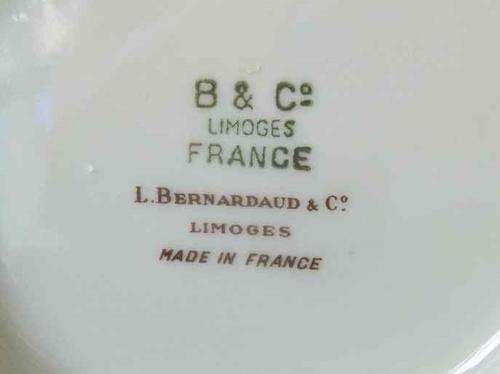 B & Cº
LIMOGES
FRANCE
L. BERNARDAUD & Cº
LIMOGES
MADE IN FRANCE